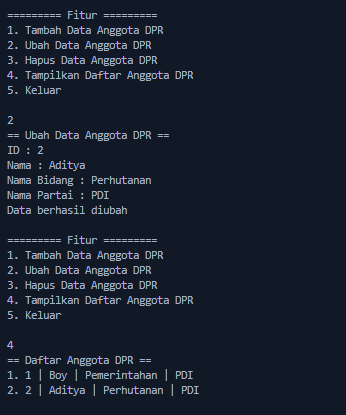 ========= Fitur =========
1. Tambah Data Anggota DPR
2. Ubah Data Anggota DPR
3. Hapus Data Anggota DPR
4. Tampilkan Daftar Anggota DPR
5. Keluar
2
== Ubah Data Anggota DPR ==
ID : 2
Nama : Aditya
Nama Bidang : Perhutanan
Nama Partai : PDI
Data berhasil diubah
========= Fitur =========
1. Tambah Data Anggota DPR
2. Ubah Data Anggota DPR
3. Hapus Data Anggota DPR
4. Tampilkan Daftar Anggota DPR
5. Keluar
4
== Daftar Anggota DPR ==
1. 1 | Boy | Pemerintahan | PDI
2. 2 | Aditya | Perhutanan | PDI